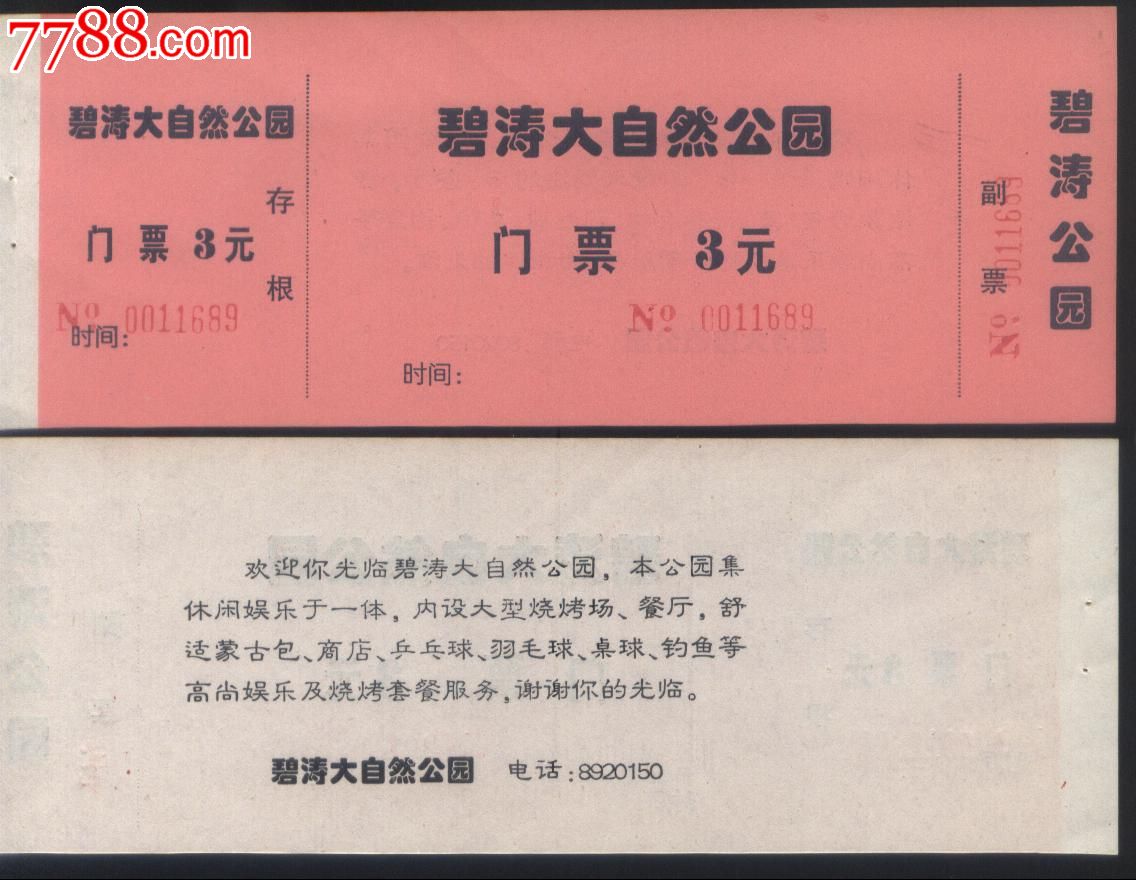 7788.com
碧涛大自然公园
存根
门票 3元
No 0011689
时间：
碧涛大自然公园
门票 3元
No 0011689
时间：
副票
No 0011689
碧涛公园
欢迎你光临碧涛大自然公园，本公园集
休闲娱乐于一体，内设大型烧烤场、餐厅，舒
适蒙古包、商店、乒乓球、羽毛球、桌球、钓鱼等
高尚娱乐及烧烤套餐服务，谢谢你的光临。
碧涛大自然公园 电话：8920150